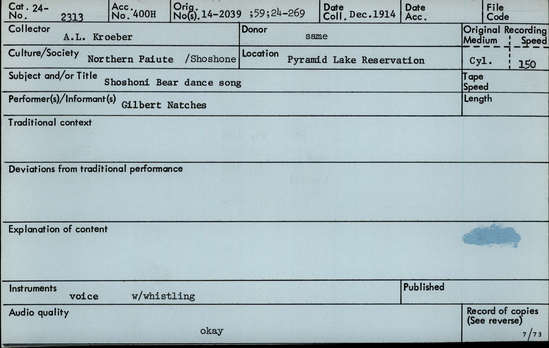 Cat. 24- Acc. Orig. Date Date File
No. 2313 No. 400H No(s). 14-2039 ;59;24-269 Coll. Dec.1914 Acc. Code
Collector Donor Original Recording
A.L. Kroeber same Medium Speed
Culture/Society Northern Paiute /Shoshone Location Pyramid Lake Reservation Cyl. 150
Subject and/or Title Shoshoni Bear dance song Tape
Speed
Performer(s)/Informant(s) Gilbert Natches Length
Traditional context
Deviations from traditional performance
Explanation of content
Instruments voice w/whistling Published
Audio quality okay Record of copies
(See reverse)
7/73